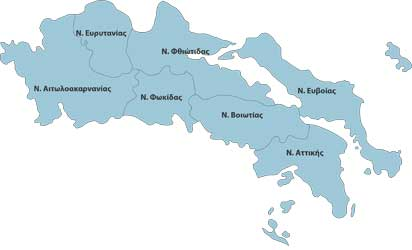 Ν. Ευρυτανίας
Ν. Φθιώτιδας
Ν. Αιτωλοακαρνανίας
Ν. Φωκίδας
Ν. Ευβοίας
Ν. Βοιωτίας
Ν. Αττικής